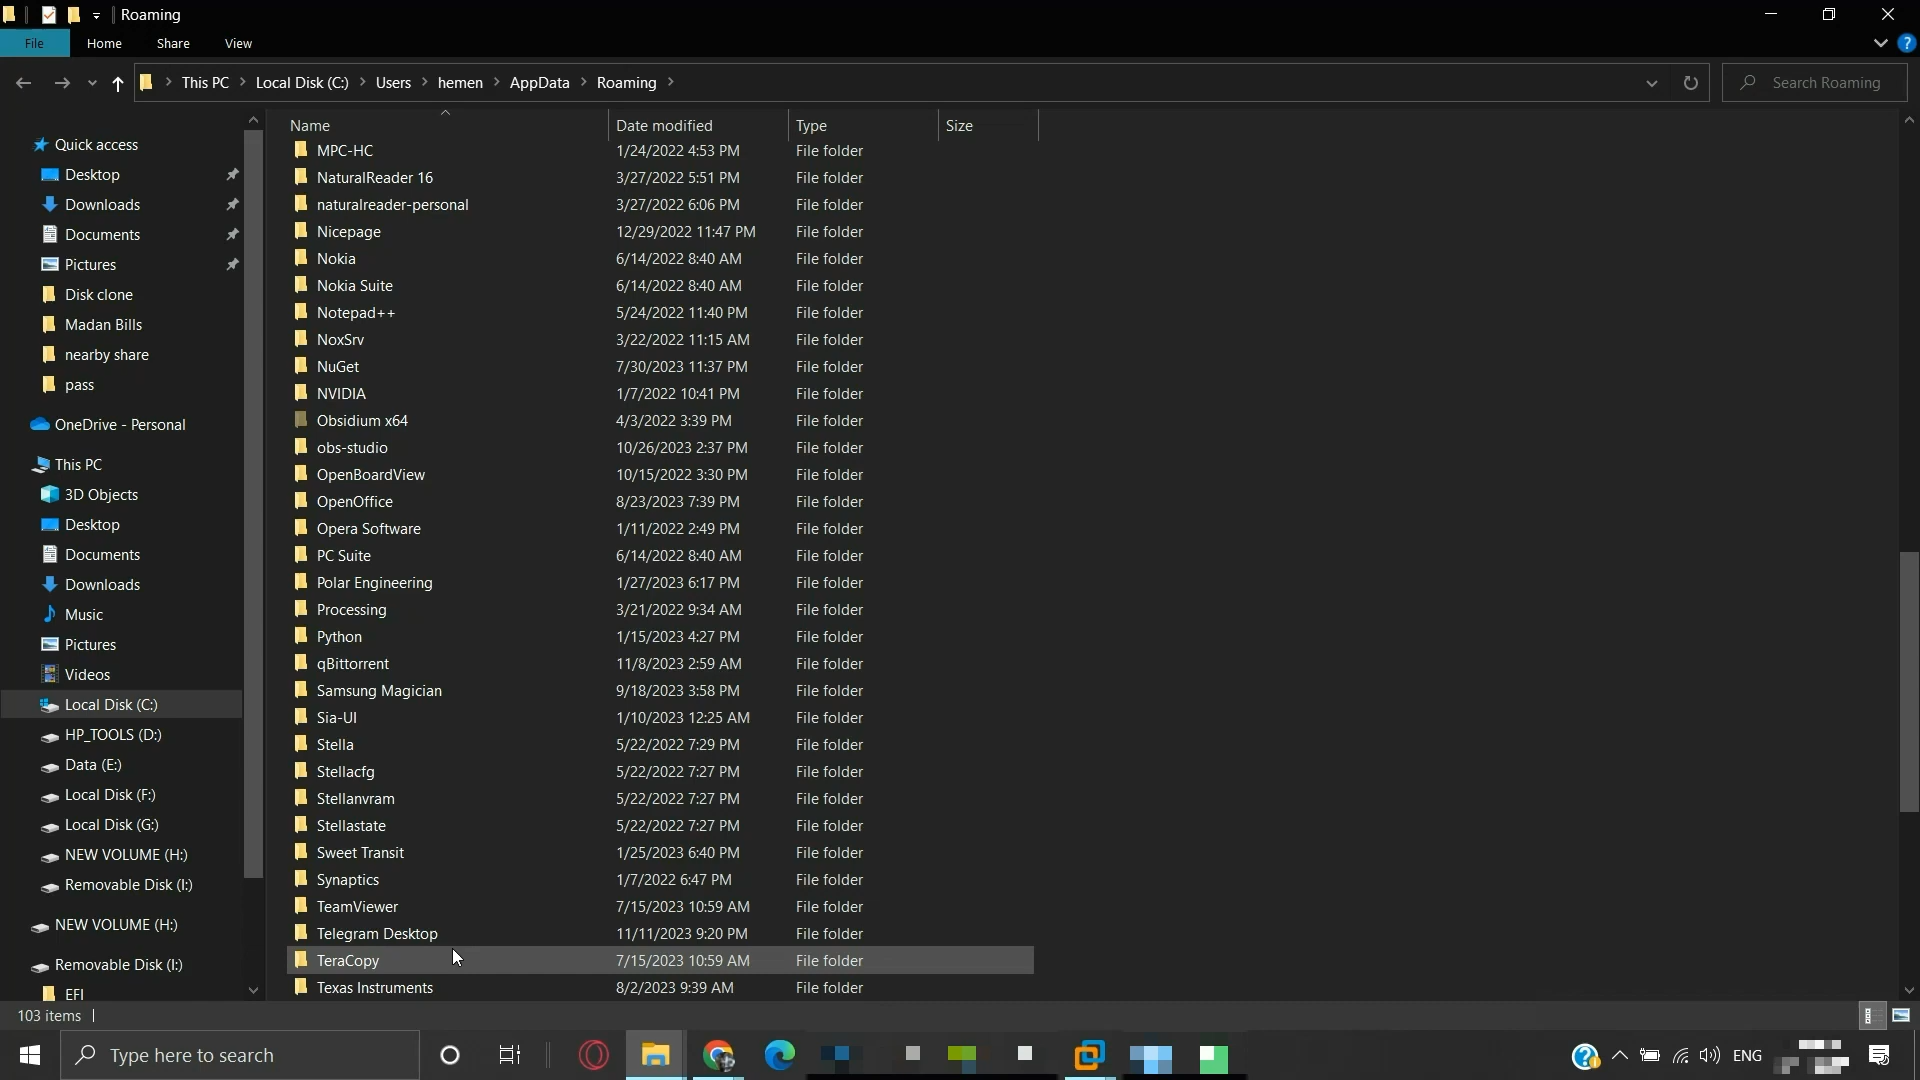 Roaming
File Home Share View
This PC Local Disk (C:) Users hemen AppData Roaming
Search Roaming
Quick access
Desktop
Downloads
Documents
Pictures
Disk clone
Madan Bills
nearby share
pass
OneDrive - Personal
This PC
3D Objects
Desktop
Documents
Downloads
Music
Pictures
Videos
Local Disk (C:)
HP_TOOLS (D:)
Data (E:)
Local Disk (F:)
Local Disk (G:)
NEW VOLUME (H:)
Removable Disk (I:)
NEW VOLUME (H:)
Removable Disk (I:)
EFI
Name Date modified Type Size
MPC-HC 1/24/2022 4:53 PM File folder
NaturalReader 16 3/27/2022 5:51 PM File folder
naturalreader-personal 3/27/2022 6:06 PM File folder
Nicepage 12/29/2022 11:47 PM File folder
Nokia 6/14/2022 8:40 AM File folder
Nokia Suite 6/14/2022 8:40 AM File folder
Notepad++ 5/24/2022 11:40 PM File folder
NoxSrv 3/22/2022 11:15 AM File folder
NuGet 7/30/2023 11:37 PM File folder
NVIDIA 1/7/2022 10:41 PM File folder
Obsidium x64 4/3/2022 3:39 PM File folder
obs-studio 10/26/2023 2:37 PM File folder
OpenBoardView 10/15/2022 3:30 PM File folder
OpenOffice 8/23/2023 7:39 PM File folder
Opera Software 1/11/2022 2:49 PM File folder
PC Suite 6/14/2022 8:40 AM File folder
Polar Engineering 1/27/2023 6:17 PM File folder
Processing 3/21/2022 9:34 AM File folder
Python 1/15/2023 4:27 PM File folder
qBittorrent 11/8/2023 2:59 AM File folder
Samsung Magician 9/18/2023 3:58 PM File folder
Sia-UI 1/10/2023 12:25 AM File folder
Stella 5/22/2022 7:29 PM File folder
Stellacfg 5/22/2022 7:27 PM File folder
Stellanvram 5/22/2022 7:27 PM File folder
Stellastate 5/22/2022 7:27 PM File folder
Sweet Transit 1/25/2023 6:40 PM File folder
Synaptics 1/7/2022 6:47 PM File folder
TeamViewer 7/15/2023 10:59 AM File folder
Telegram Desktop 11/11/2023 9:20 PM File folder
TeraCopy 7/15/2023 10:59 AM File folder
Texas Instruments 8/2/2023 9:39 AM File folder
103 items
Type here to search
ENG